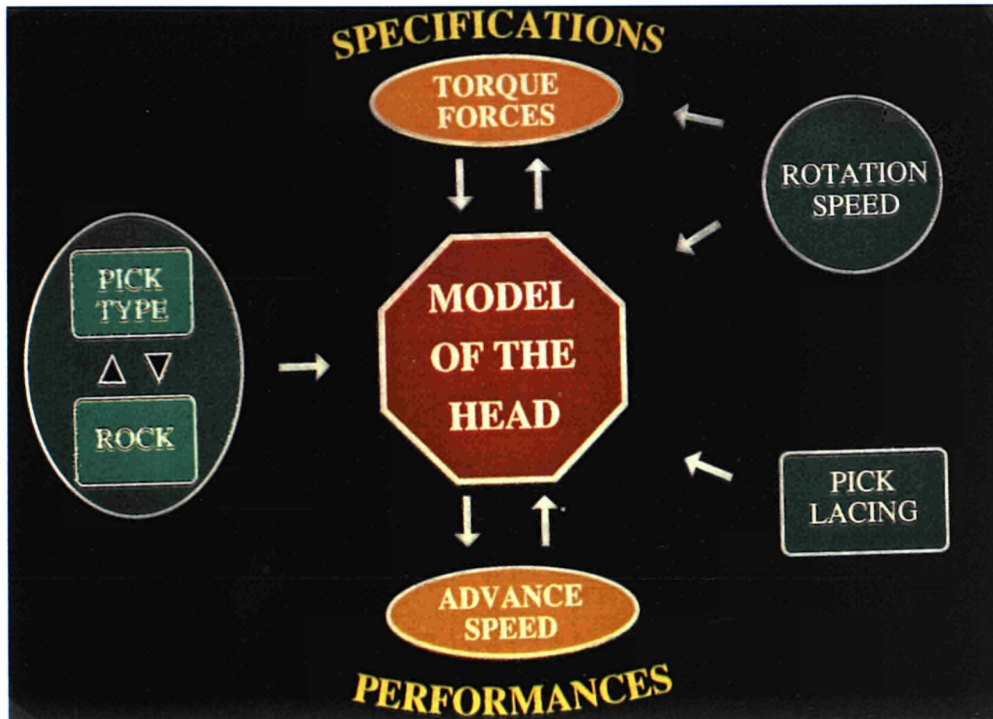 SPECIFICATIONS
TORQUE
FORCES
ROTATION
SPEED
PICK
TYPE
ROCK
MODEL
OF THE
HEAD
PICK
LACING
ADVANCE
SPEED
PERFORMANCES